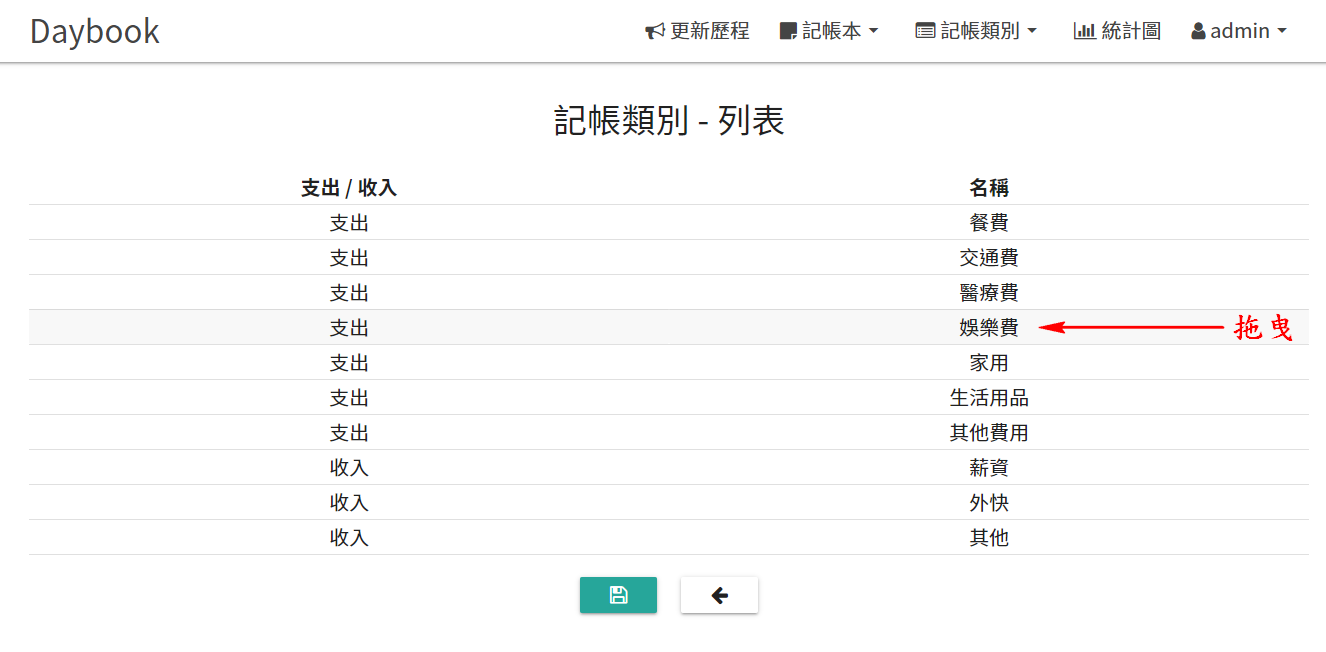 Daybook 更新歷程 記帳本 記帳類別 統計圖 admin
記帳類別 - 列表
支出 / 收入 名稱
支出 餐費
支出 交通費
支出 醫療費
支出 娛樂費 拖曳
支出 家用
支出 生活用品
支出 其他費用
收入 薪資
收入 外快
收入 其他